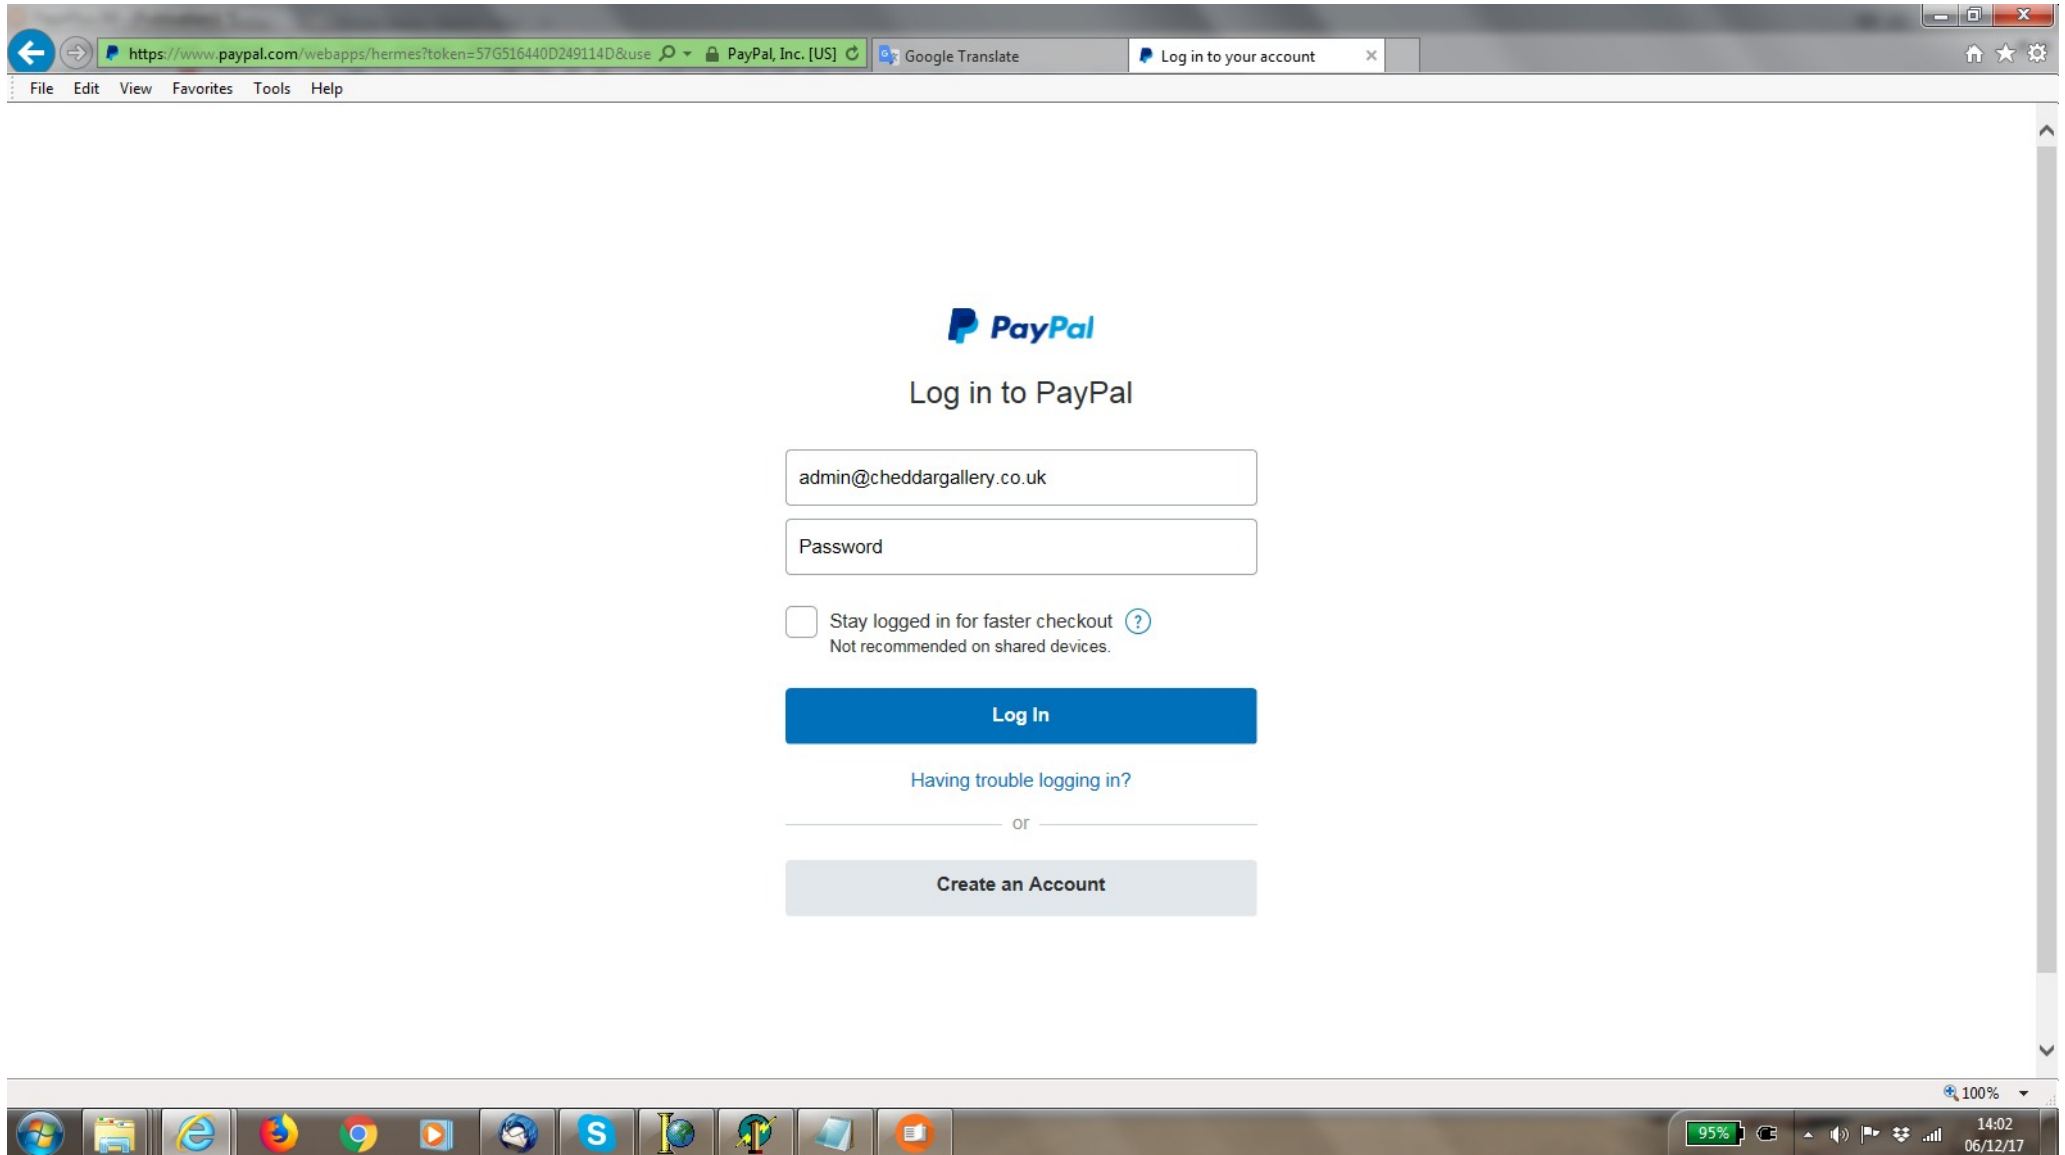 https://www.paypal.com/webapps/hermes?token=57G516440D249114D&use PayPal, Inc. [US] Google Translate Log in to your account
File Edit View Favorites Tools Help
PayPal
Log in to PayPal
admin@cheddargallery.co.uk
Password
Stay logged in for faster checkout ?
Not recommended on shared devices.
Log In
Having trouble logging in?
or
Create an Account
100%
95%
14:02
06/12/17